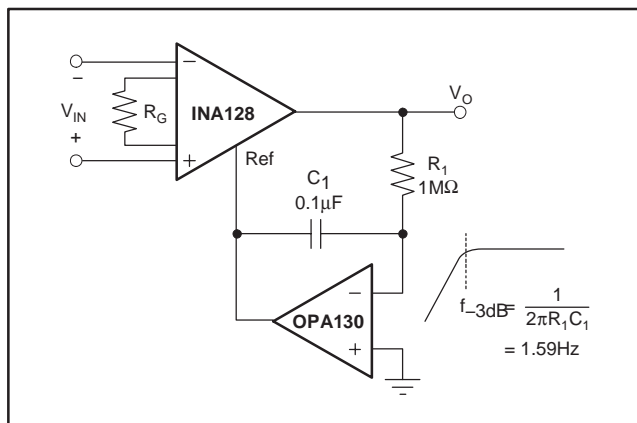 −
V_IN
+
R_G
−
INA128
+
Ref
V_O
R_1
1MΩ
C_1
0.1μF
−
OPA130
+
f_−3dB = 1 / 2πR_1C_1
= 1.59Hz